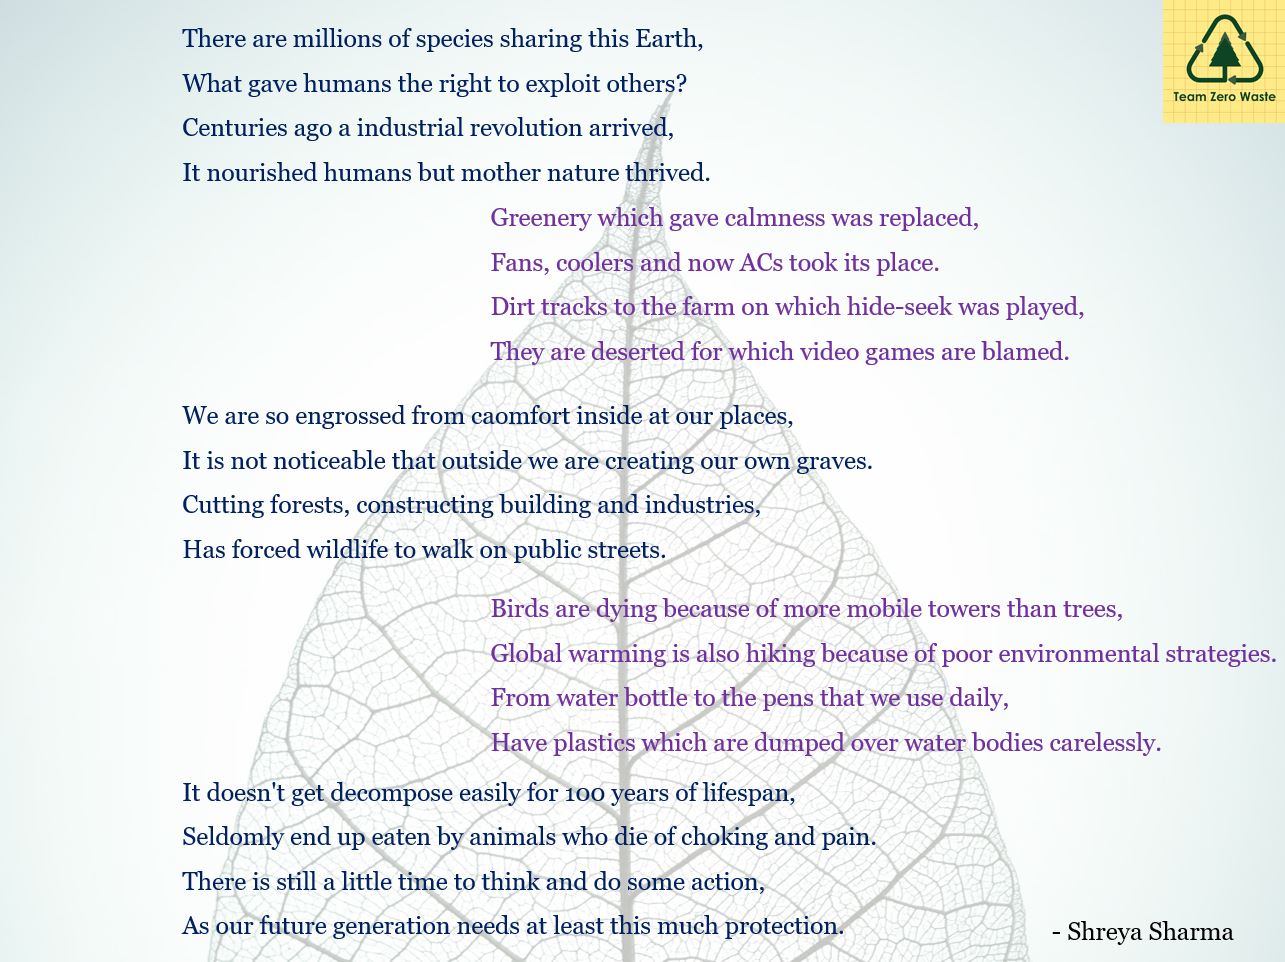 There are millions of species sharing this Earth,
What gave humans the right to exploit others?
Centuries ago a industrial revolution arrived,
It nourished humans but mother nature thrived.
Greenery which gave calmness was replaced,
Fans, coolers and now ACs took its place.
Dirt tracks to the farm on which hide-seek was played,
They are deserted for which video games are blamed.
We are so engrossed from caomfort inside at our places,
It is not noticeable that outside we are creating our own graves.
Cutting forests, constructing building and industries,
Has forced wildlife to walk on public streets.
Birds are dying because of more mobile towers than trees,
Global warming is also hiking because of poor environmental strategies.
From water bottle to the pens that we use daily,
Have plastics which are dumped over water bodies carelessly.
It doesn't get decompose easily for 100 years of lifespan,
Seldomly end up eaten by animals who die of choking and pain.
There is still a little time to think and do some action,
As our future generation needs at least this much protection.
- Shreya Sharma
Team Zero Waste